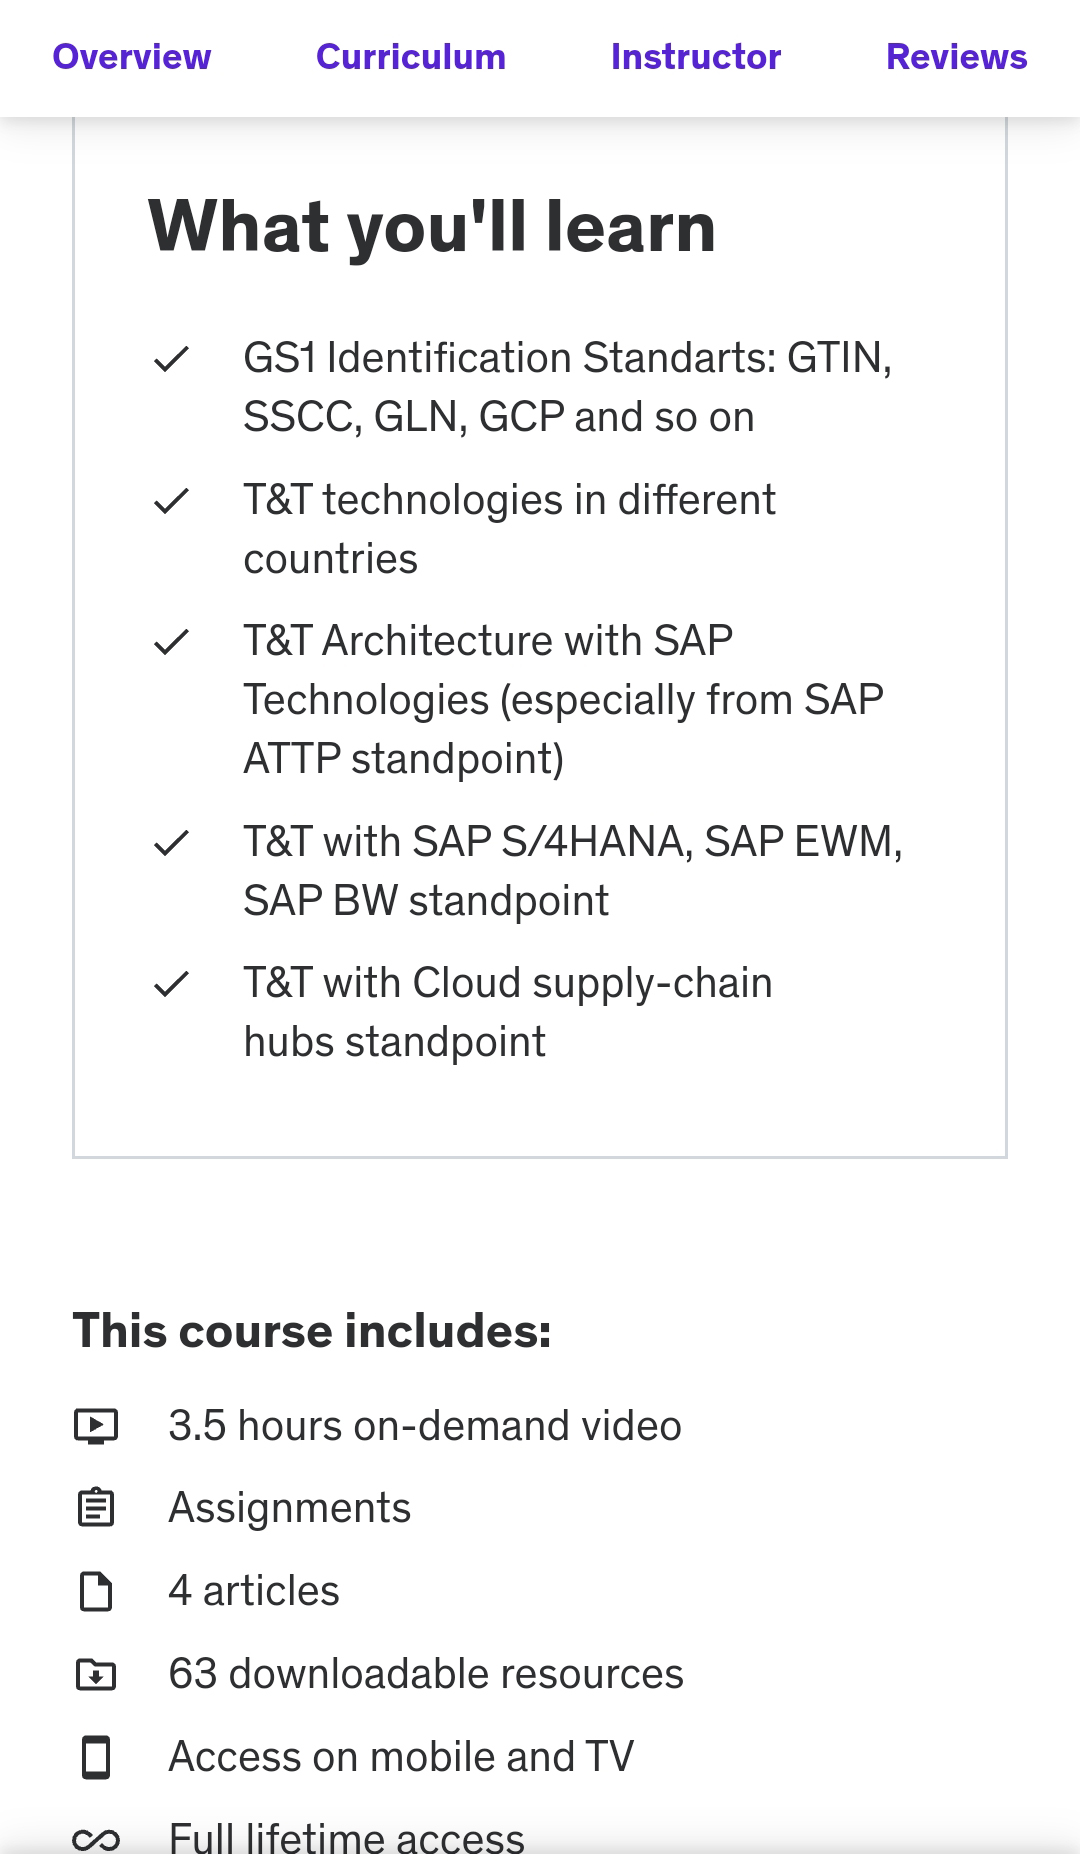 Overview Curriculum Instructor Reviews
What you'll learn
GS1 Identification Standarts: GTIN,
SSCC, GLN, GCP and so on
T&T technologies in different
countries
T&T Architecture with SAP
Technologies (especially from SAP
ATTP standpoint)
T&T with SAP S/4HANA, SAP EWM,
SAP BW standpoint
T&T with Cloud supply-chain
hubs standpoint
This course includes:
3.5 hours on-demand video
Assignments
4 articles
63 downloadable resources
Access on mobile and TV
Full lifetime access